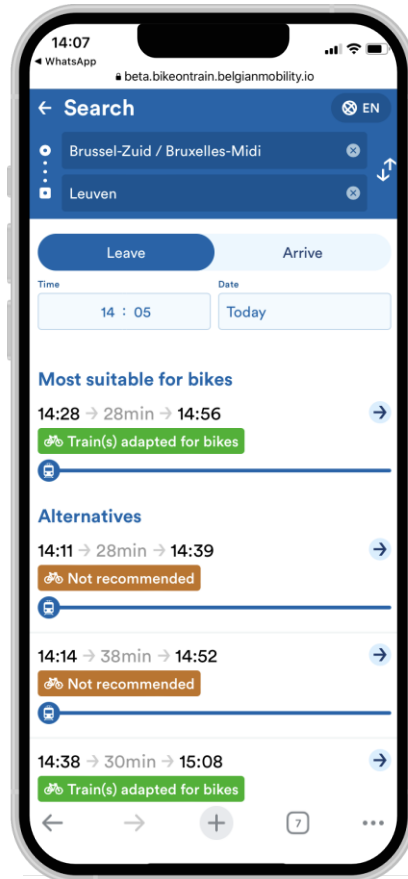 14:07
◀ WhatsApp
beta.bikeontrain.belgianmobility.io
← Search
EN
Brussel-Zuid / Bruxelles-Midi
Leuven
Leave
Arrive
Time
Date
14 : 05
Today
Most suitable for bikes
14:28 → 28min → 14:56
Train(s) adapted for bikes
Alternatives
14:11 → 28min → 14:39
Not recommended
14:14 → 38min → 14:52
Not recommended
14:38 → 30min → 15:08
Train(s) adapted for bikes
7